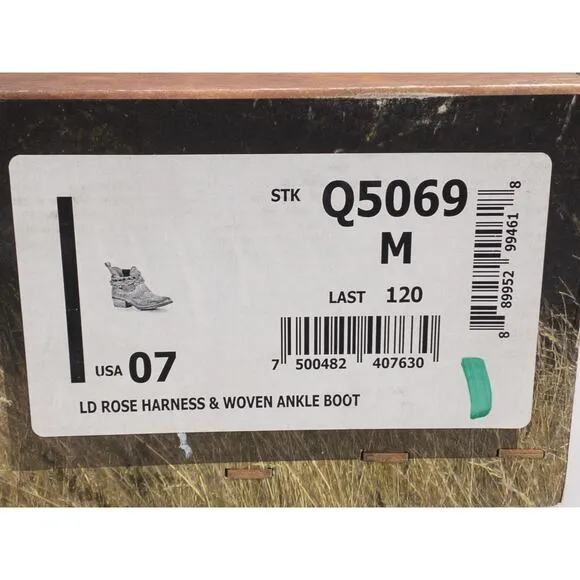 STK Q5069
M
LAST 120
USA 07
7 500482 407630
LD ROSE HARNESS & WOVEN ANKLE BOOT
8 89952 99461 8